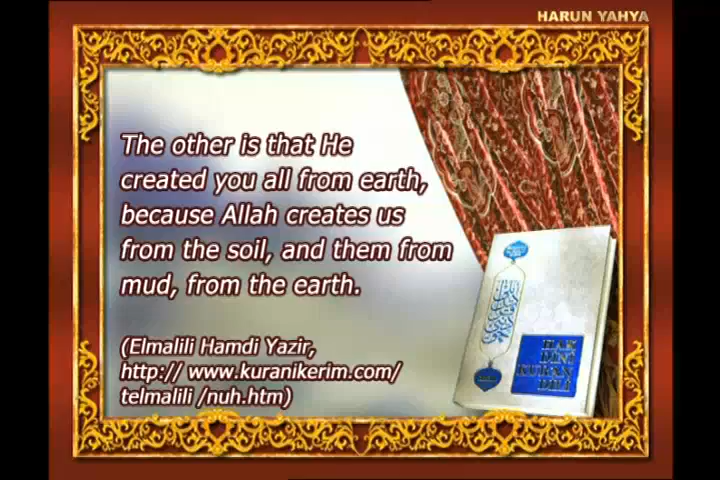 HARUN YAHYA
The other is that He
created you all from earth,
because Allah creates us
from the soil, and them from
mud, from the earth.
(Elmalili Hamdi Yazir,
http:// www.kuranikerim.com/
telmalili /nuh.htm)
HAK
DİNİ
KURAN
DİLİ